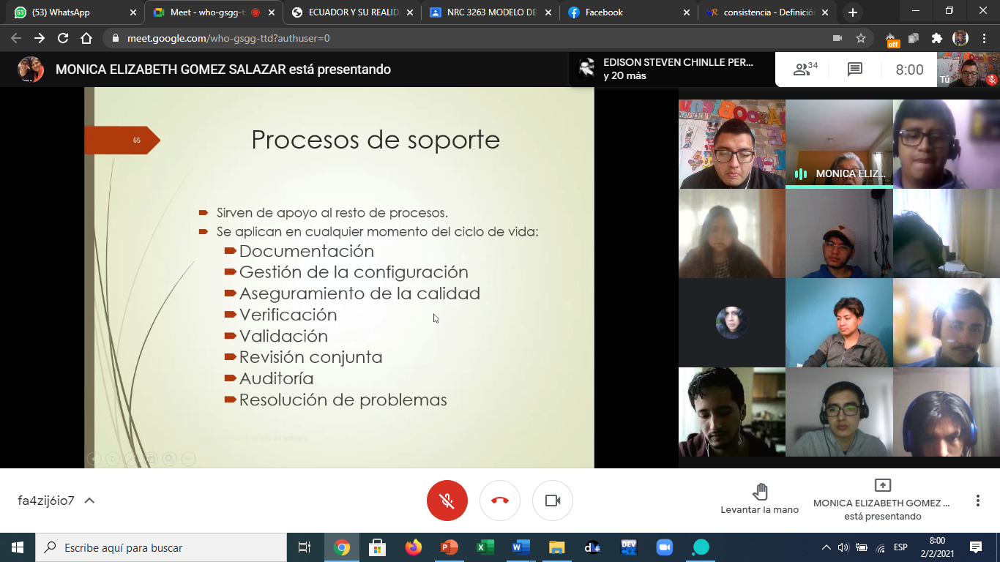 (53) WhatsApp
Meet - who-gsgg-t
ECUADOR Y SU REALID
NRC 3263 MODELO DE
Facebook
consistencia - Definición
meet.google.com/who-gsgg-ttd?authuser=0
off
MONICA ELIZABETH GOMEZ SALAZAR está presentando
EDISON STEVEN CHINLLE PER...
y 20 más
34
8:00
Tú
65
Procesos de soporte
Sirven de apoyo al resto de procesos.
Se aplican en cualquier momento del ciclo de vida:
Documentación
Gestión de la configuración
Aseguramiento de la calidad
Verificación
Validación
Revisión conjunta
Auditoría
Resolución de problemas
MONICA ELIZ...
fa4zij6io7
Levantar la mano
MONICA ELIZABETH GOMEZ ...
está presentando
Escribe aquí para buscar
DEV
ESP
8:00
2/2/2021